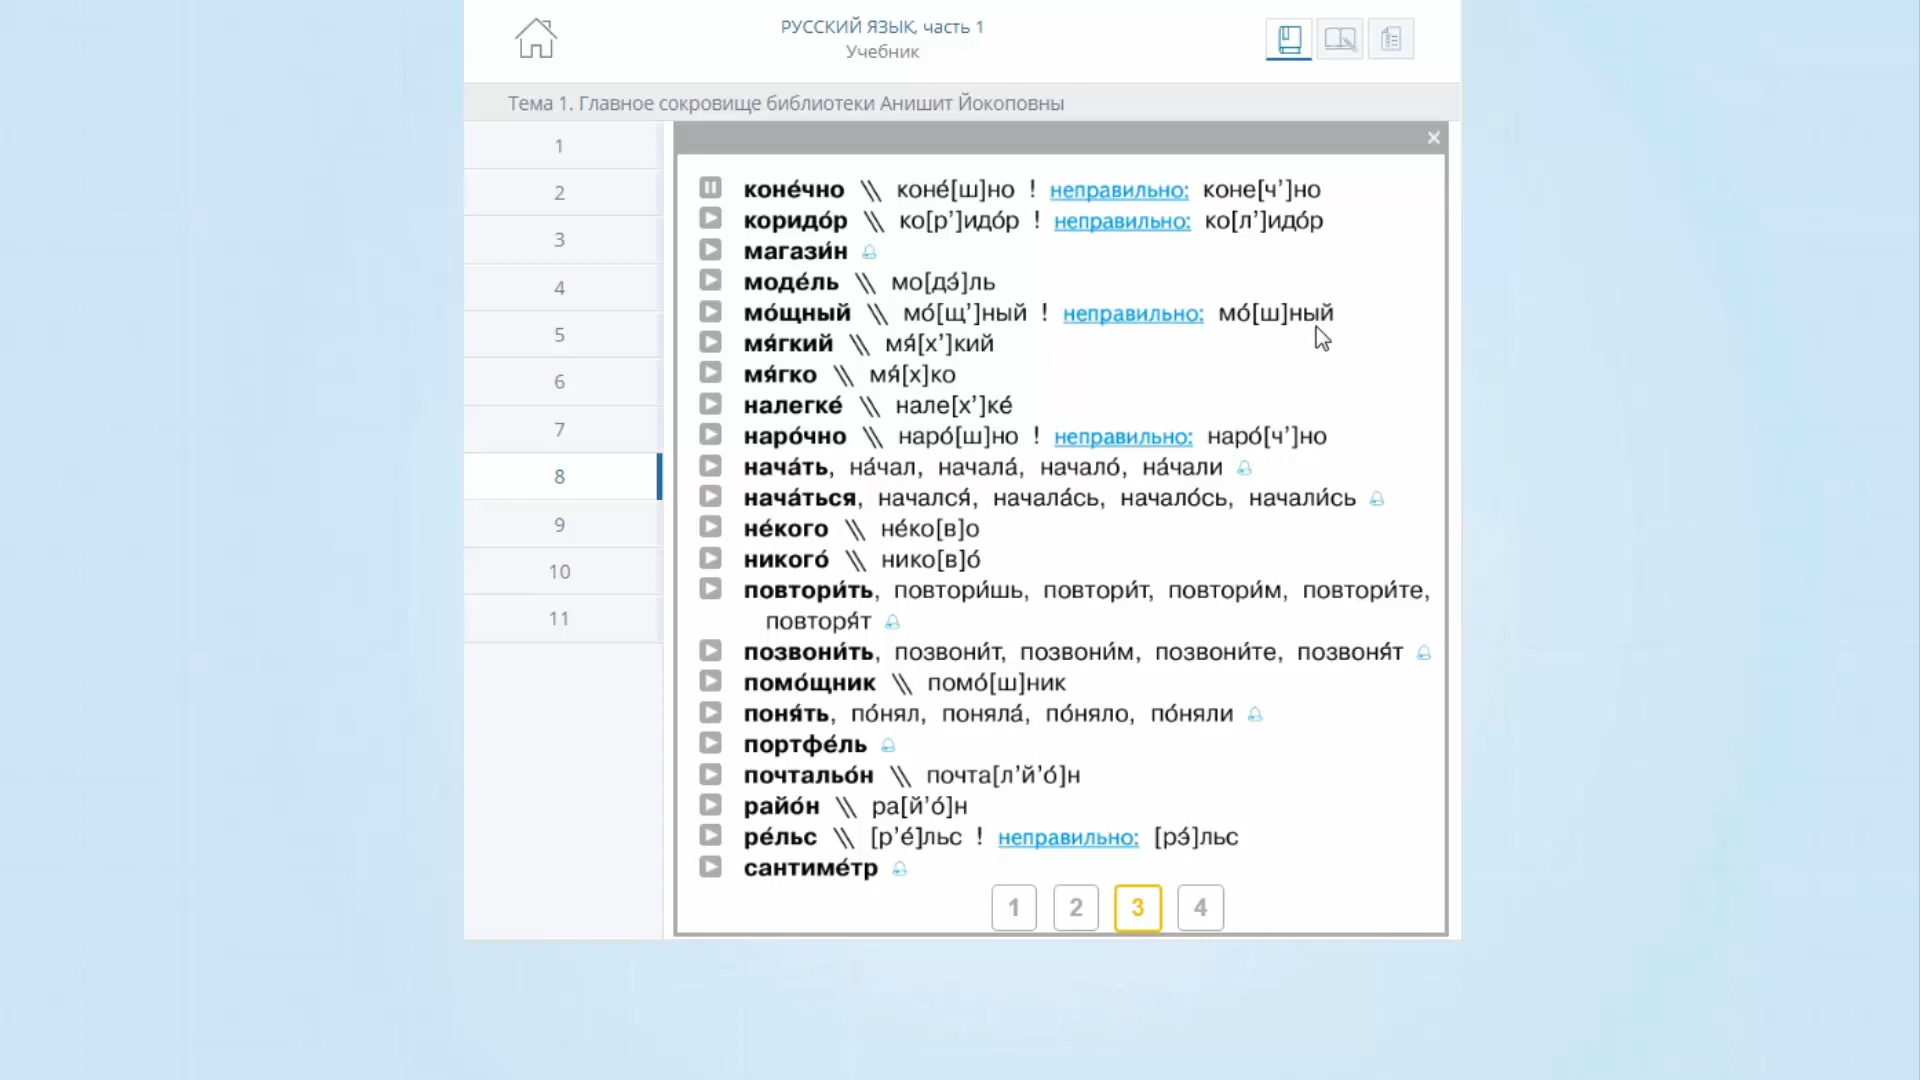 РУССКИЙ ЯЗЫК, часть 1
Учебник
Тема 1. Главное сокровище библиотеки Анишит Йокоповны
1
2
3
4
5
6
7
8
9
10
11
коне́чно \\ коне́[ш]но ! неправильно: коне[ч’]но
коридо́р \\ ко[р’]идо́р ! неправильно: ко[л’]идо́р
магази́н
моде́ль \\ мо[дэ́]ль
мо́щный \\ мо́[щ’]ный ! неправильно: мо́[ш]ный
мя́гкий \\ мя́[х’]кий
мя́гко \\ мя́[х]ко
налегке́ \\ нале[х’]ке́
наро́чно \\ наро́[ш]но ! неправильно: наро́[ч’]но
нача́ть, на́чал, начала́, начало́, на́чали
нача́ться, начался́, начала́сь, начало́сь, начали́сь
не́кого \\ не́ко[в]о
никого́ \\ нико[в]о́
повтори́ть, повтори́шь, повтори́т, повтори́м, повтори́те,
повторя́т
позвони́ть, позвони́т, позвони́м, позвони́те, позвоня́т
помо́щник \\ помо́[ш]ник
поня́ть, по́нял, поняла́, по́няло, по́няли
портфе́ль
почтальо́н \\ почта[л’й’о́]н
райо́н \\ ра[й’о́]н
ре́льс \\ [р’е́]льс ! неправильно: [рэ́]льс
сантиме́тр
1 2 3 4